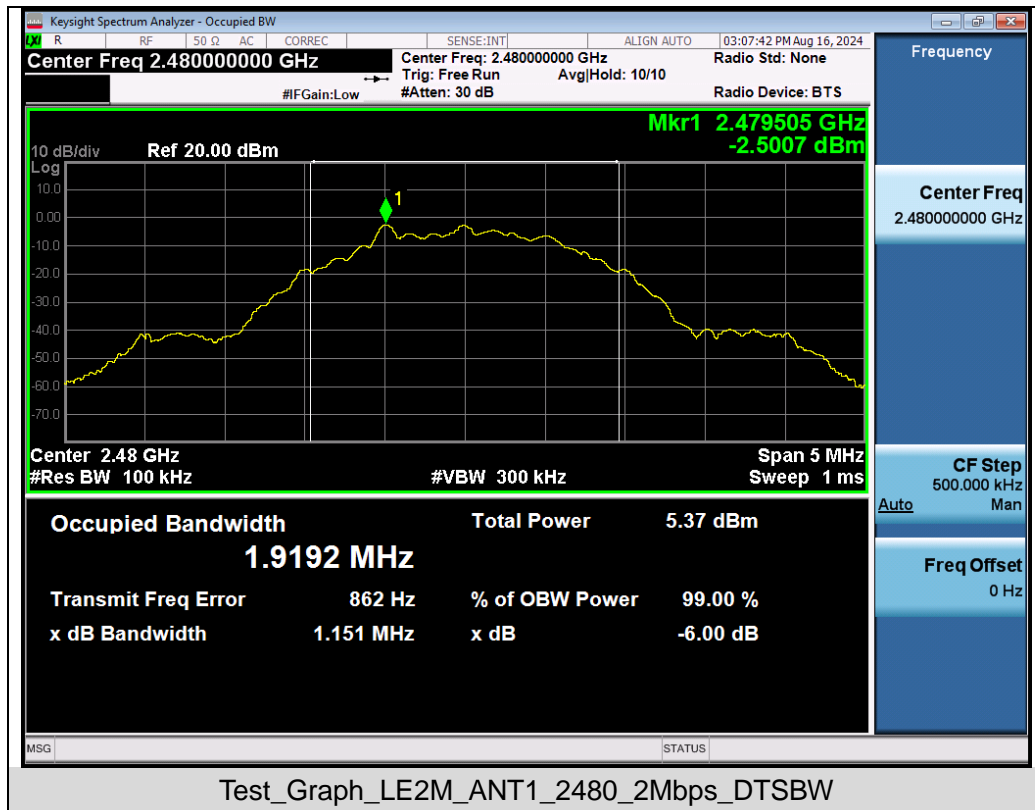 Keysight Spectrum Analyzer - Occupied BW
LXI R RF 50 Ω AC CORREC SENSE:INT ALIGN AUTO 03:07:42 PM Aug 16, 2024
Center Freq 2.480000000 GHz
Center Freq: 2.480000000 GHz
Radio Std: None
Trig: Free Run Avg|Hold: 10/10
#IFGain:Low
#Atten: 30 dB
Radio Device: BTS
Frequency
Mkr1 2.479505 GHz
-2.5007 dBm
10 dB/div Ref 20.00 dBm
Log
10.0
0.00
-10.0
-20.0
-30.0
-40.0
-50.0
-60.0
-70.0
1
Center 2.48 GHz Span 5 MHz
#Res BW 100 kHz #VBW 300 kHz Sweep 1 ms
Center Freq
2.480000000 GHz
CF Step
500.000 kHz
Auto Man
Freq Offset
0 Hz
Occupied Bandwidth Total Power 5.37 dBm
1.9192 MHz
Transmit Freq Error 862 Hz % of OBW Power 99.00 %
x dB Bandwidth 1.151 MHz x dB -6.00 dB
MSG STATUS
Test_Graph_LE2M_ANT1_2480_2Mbps_DTSBW